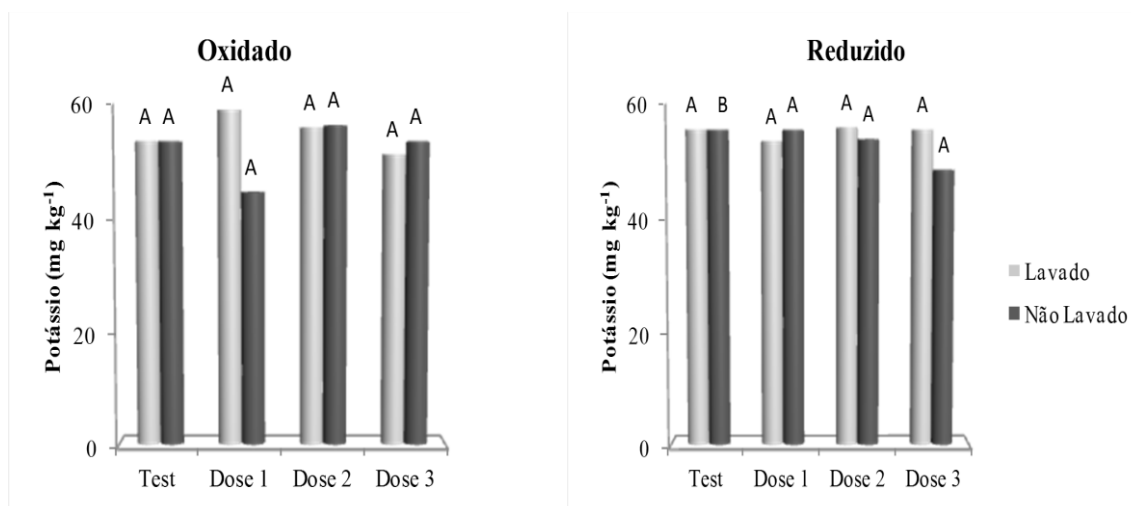 Oxidado
Potássio (mg kg⁻¹)
60
40
20
0
A A
A
A
A A
A
A
Test Dose 1 Dose 2 Dose 3
Reduzido
Potássio (mg kg⁻¹)
60
40
20
0
A B
A A
A
A
A
A
Test Dose 1 Dose 2 Dose 3
Lavado
Não Lavado